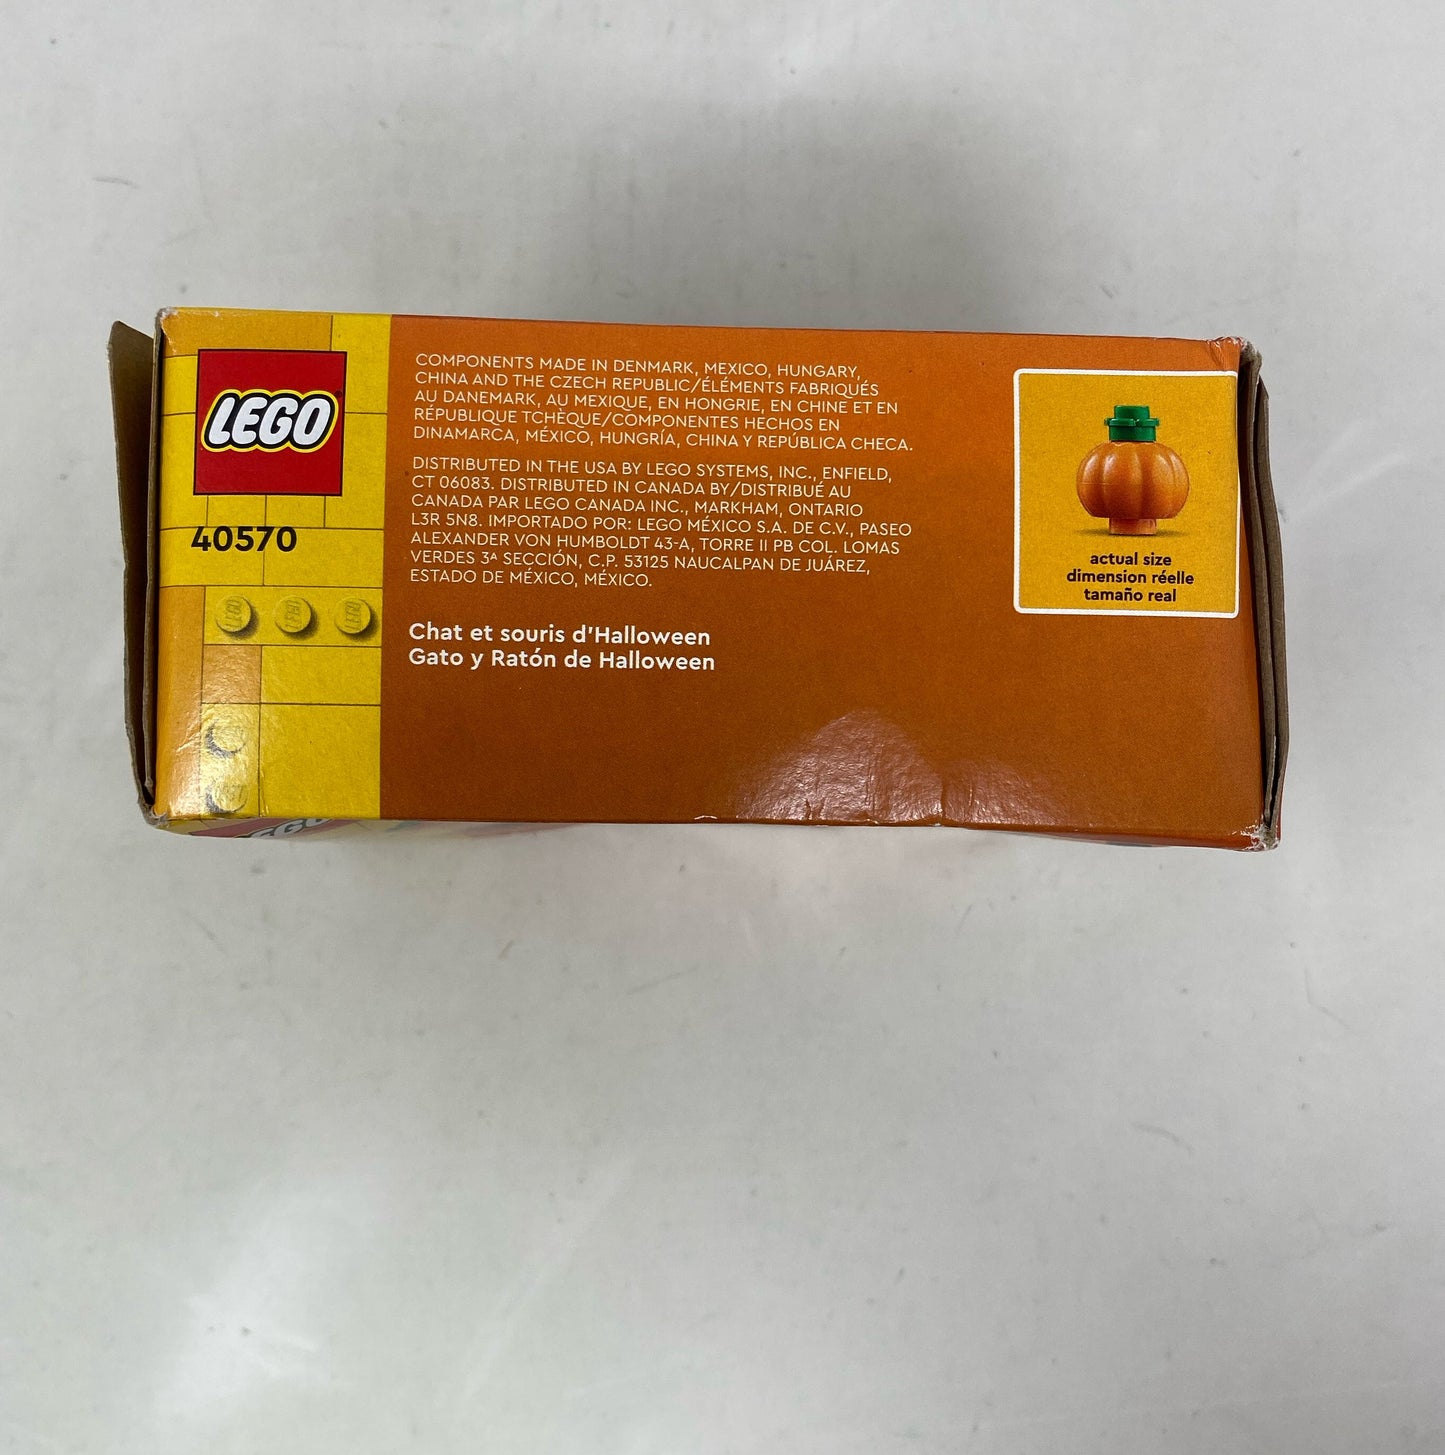 LEGO
40570
COMPONENTS MADE IN DENMARK, MEXICO, HUNGARY,
CHINA AND THE CZECH REPUBLIC/ÉLÉMENTS FABRIQUÉS
AU DANEMARK, AU MEXIQUE, EN HONGRIE, EN CHINE ET EN
RÉPUBLIQUE TCHÈQUE/COMPONENTES HECHOS EN
DINAMARCA, MÉXICO, HUNGRÍA, CHINA Y REPÚBLICA CHECA.
DISTRIBUTED IN THE USA BY LEGO SYSTEMS, INC., ENFIELD,
CT 06083. DISTRIBUTED IN CANADA BY/DISTRIBUÉ AU
CANADA PAR LEGO CANADA INC., MARKHAM, ONTARIO
L3R 5N8. IMPORTADO POR: LEGO MÉXICO S.A. DE C.V., PASEO
ALEXANDER VON HUMBOLDT 43-A, TORRE II PB COL. LOMAS
VERDES 3ᴬ SECCIÓN, C.P. 53125 NAUCALPAN DE JUÁREZ,
ESTADO DE MÉXICO, MÉXICO.
Chat et souris d'Halloween
Gato y Ratón de Halloween
actual size
dimension réelle
tamaño real
LEGO LEGO LEGO
LEGO